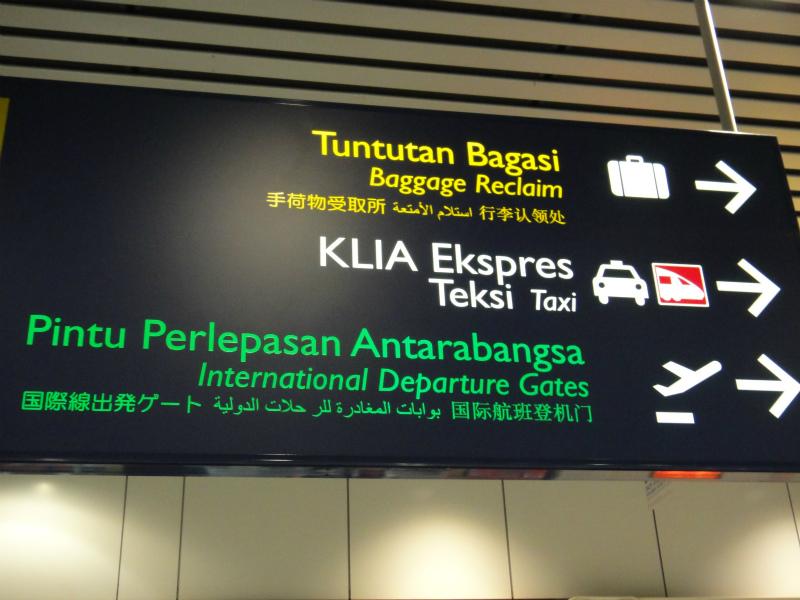 Tuntutan Bagasi
Baggage Reclaim
手荷物受取所 استلام الأمتعة 行李认领处
KLIA Ekspres
Teksi Taxi
Pintu Perlepasan Antarabangsa
International Departure Gates
国際線出発ゲート بوابات المغادرة للر حلات الدولية 国际航班登机门